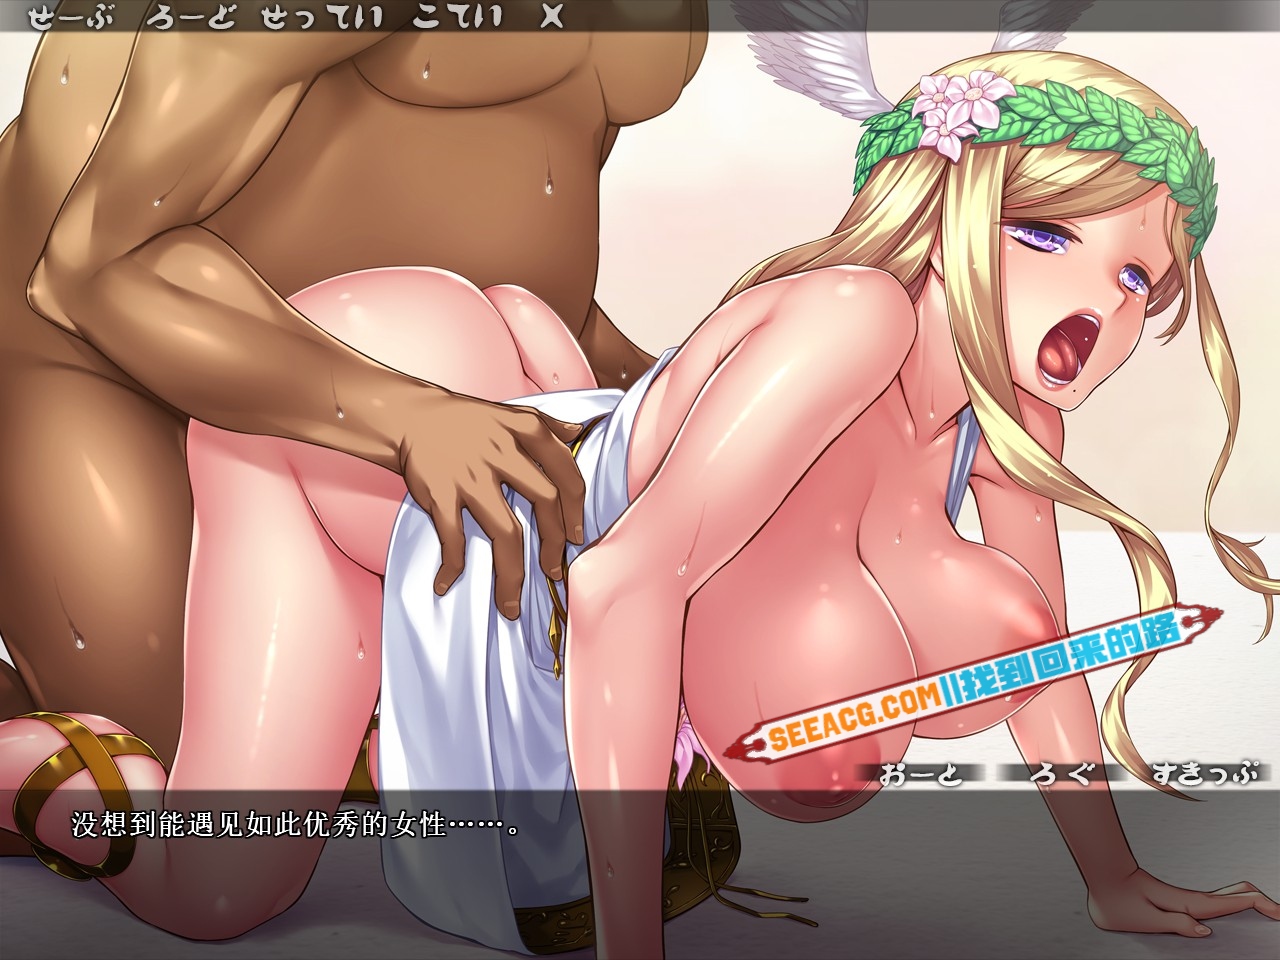 せーぶ ろーど せってい こてい X
SEEACG.COM||找到回来的路
おーと ろぐ すきっぷ
没想到能遇见如此优秀的女性……。